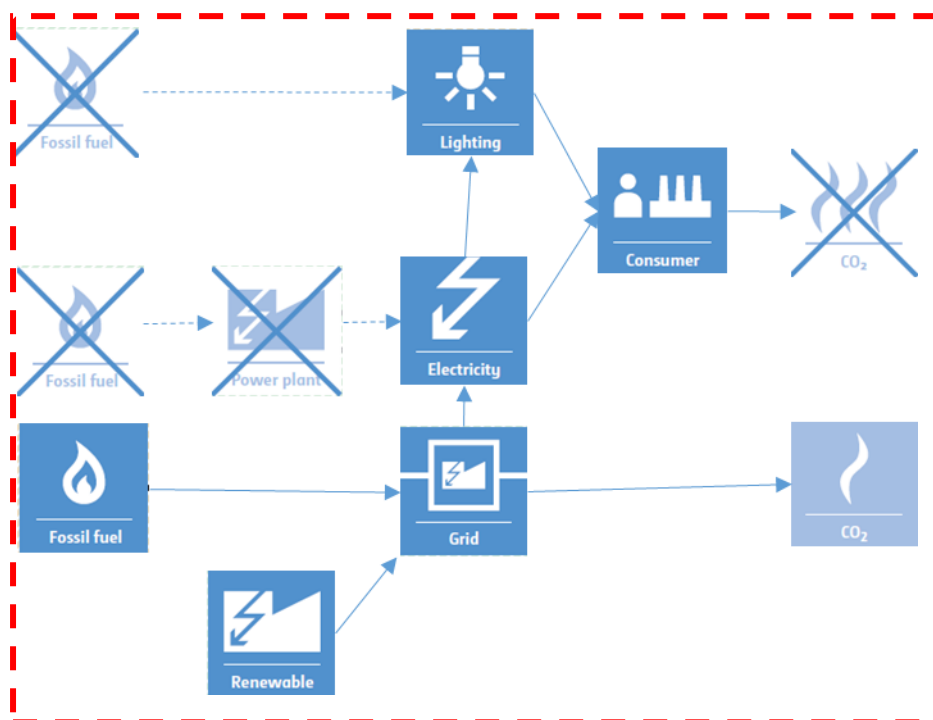 Fossil fuel
Lighting
Consumer
CO₂
Fossil fuel
Power plant
Electricity
Fossil fuel
Grid
CO₂
Renewable